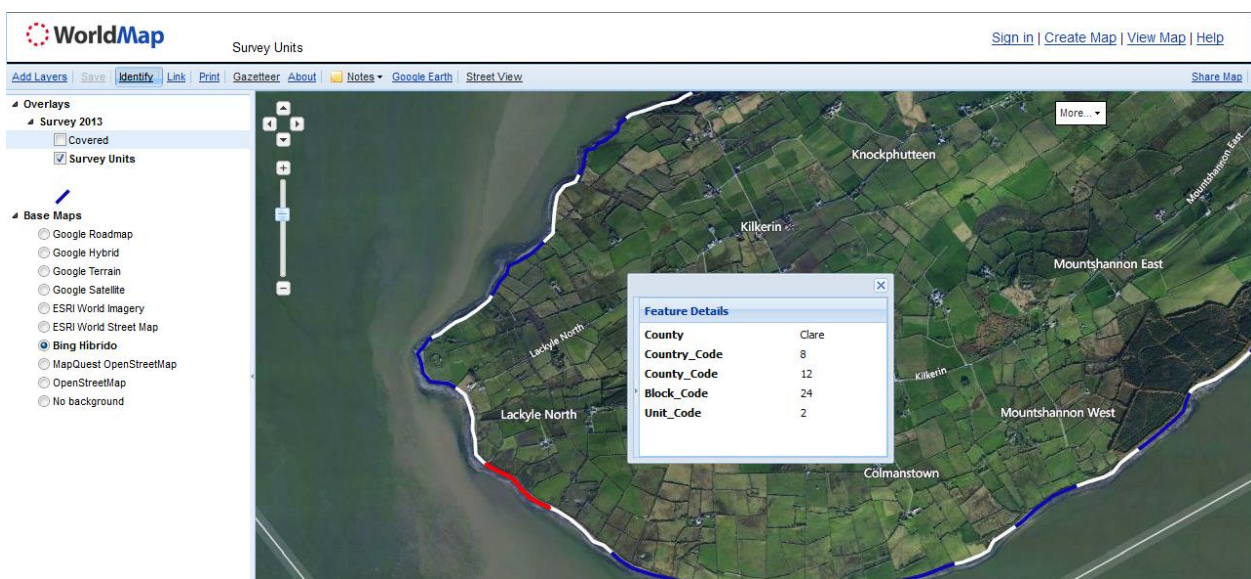 WorldMap
Survey Units
Sign in | Create Map | View Map | Help
Add Layers | Save | Identify | Link | Print | Gazetteer About | Notes | Google Earth | Street View
Share Map
Overlays
Survey 2013
Covered
Survey Units
Base Maps
Google Roadmap
Google Hybrid
Google Terrain
Google Satellite
ESRI World Imagery
ESRI World Street Map
Bing Hibrido
MapQuest OpenStreetMap
OpenStreetMap
No background
More...
Knockphutteen
Mountshannon East
Kilkerin
Mountshannon East
Lackyle North
Kilkerin
Lackyle North
Mountshannon West
Colmanstown
Feature Details
County Clare
Country_Code 8
County_Code 12
Block_Code 24
Unit_Code 2